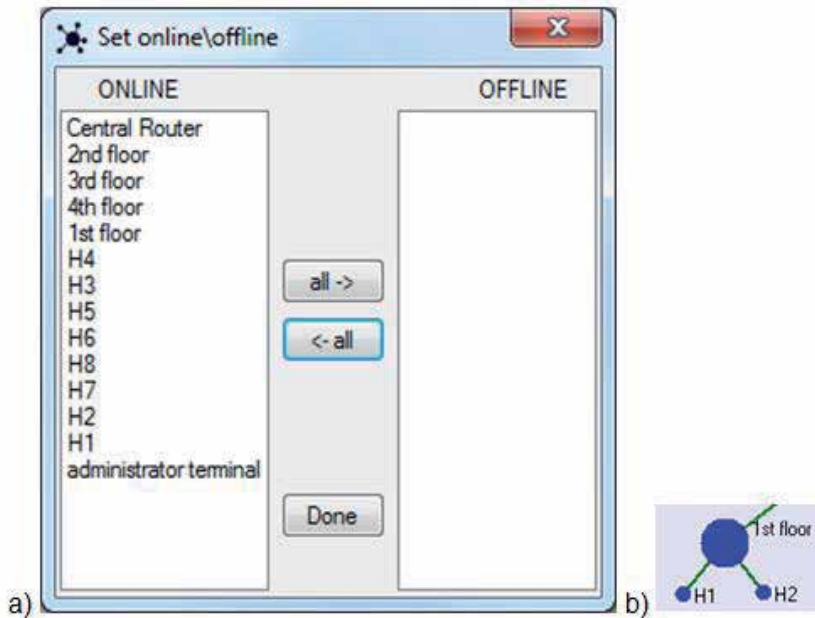 Set online\offline
x
ONLINE
OFFLINE
Central Router
2nd floor
3rd floor
4th floor
1st floor
H4
H3
H5
H6
H8
H7
H2
H1
administrator terminal
all ->
<- all
Done
a)
b)
1st floor
H1
H2